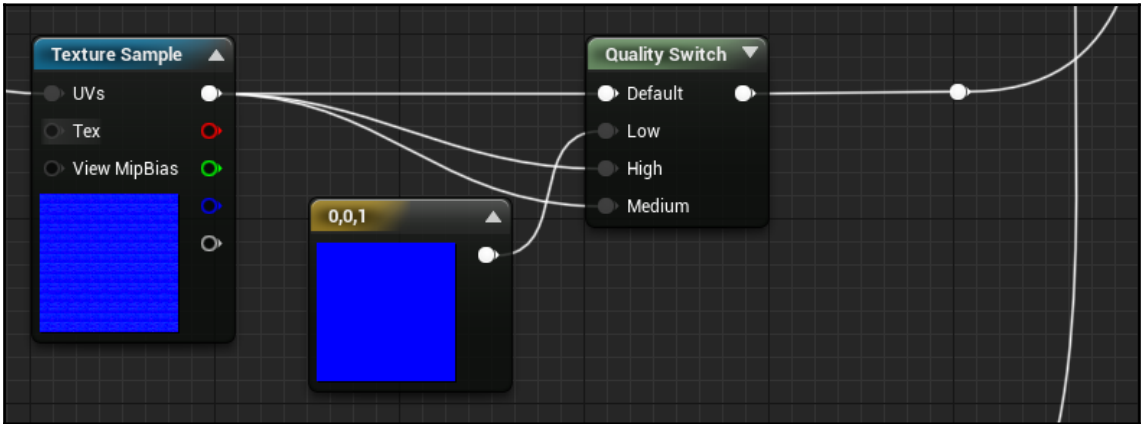 Texture Sample
UVs
Tex
View MipBias
0,0,1
Quality Switch
Default
Low
High
Medium